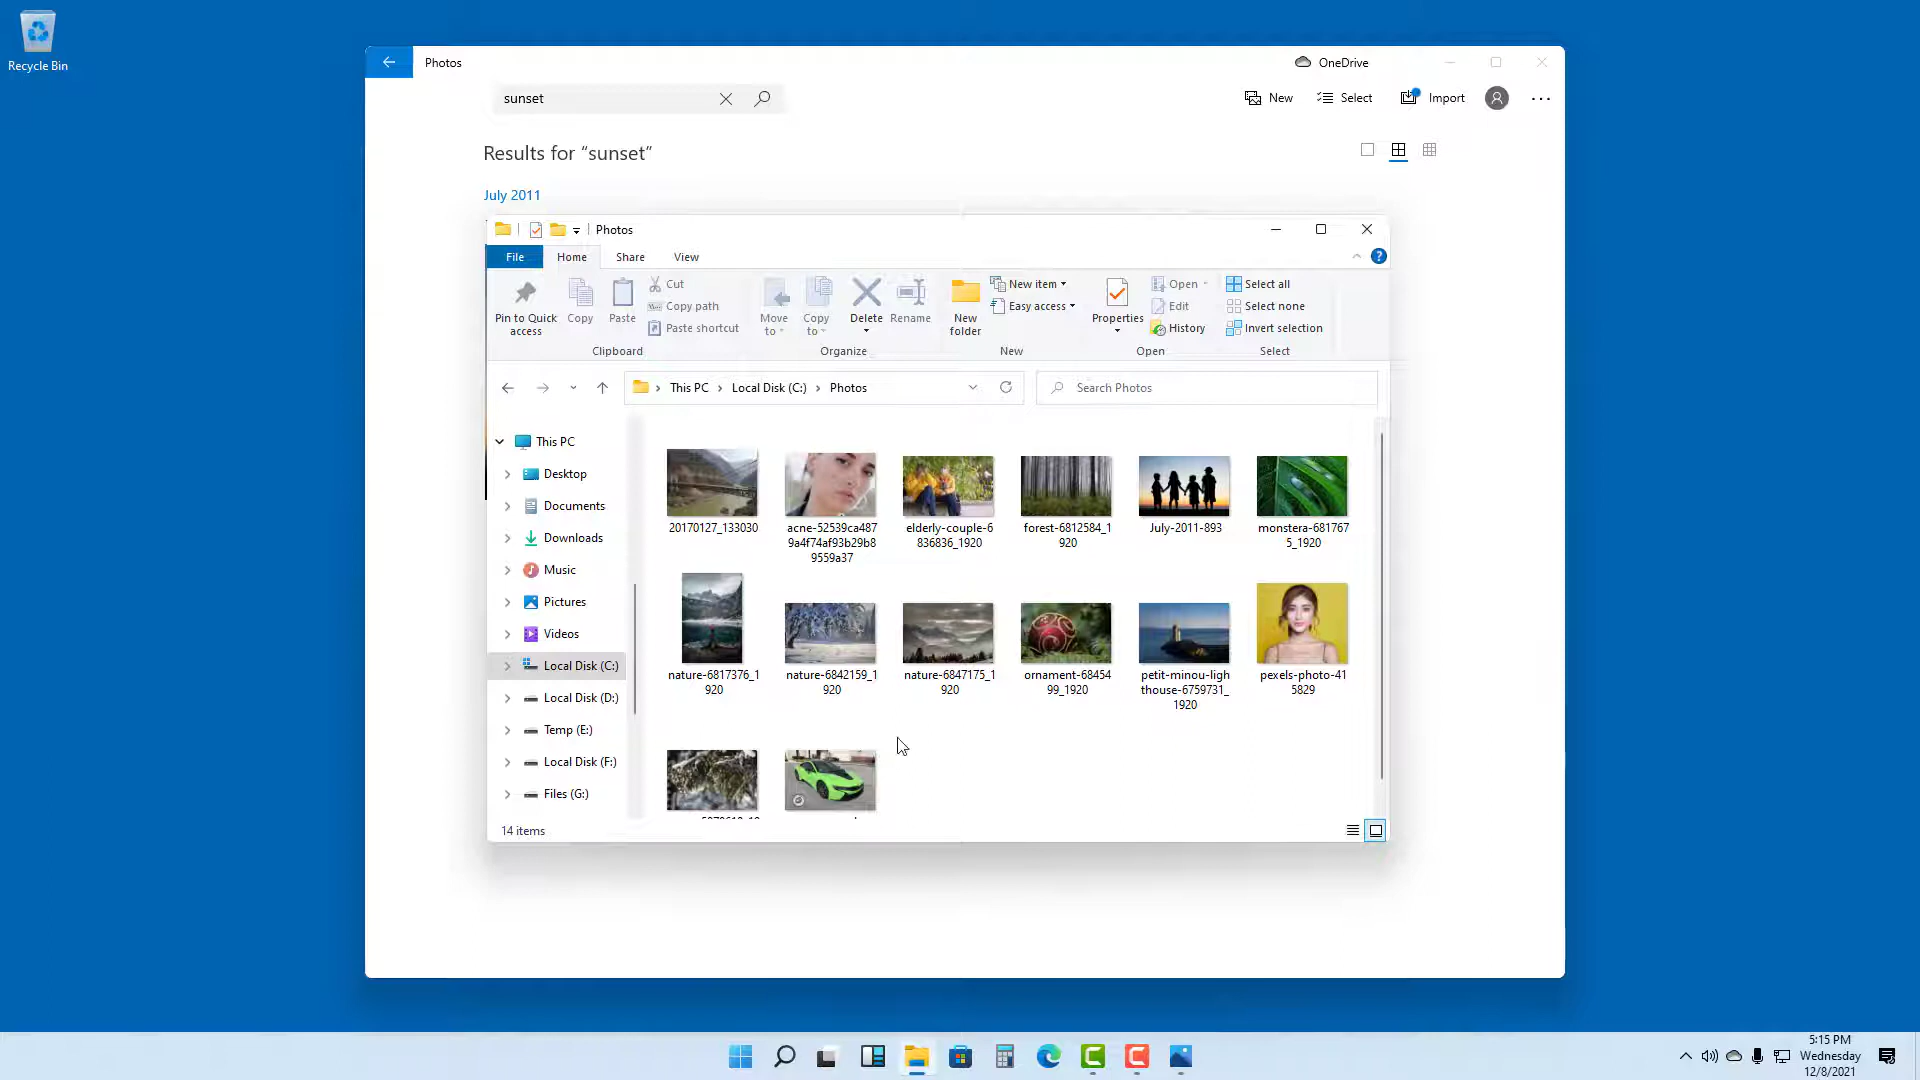 Recycle Bin
Photos
OneDrive
sunset
New
Select
Import
Results for “sunset”
July 2011
Photos
File
Home
Share
View
Pin to Quick access
Copy
Paste
Cut
Copy path
Paste shortcut
Clipboard
Move to
Copy to
Delete
Rename
Organize
New folder
New item
Easy access
New
Properties
Open
Edit
History
Open
Select all
Select none
Invert selection
Select
This PC
Local Disk (C:)
Photos
Search Photos
This PC
Desktop
Documents
Downloads
Music
Pictures
Videos
Local Disk (C:)
Local Disk (D:)
Temp (E:)
Local Disk (F:)
Files (G:)
20170127_133030
acne-52539ca487
9a4f74af93b29b8
9559a37
elderly-couple-6
836836_1920
forest-6812584_1
920
July-2011-893
monstera-681767
5_1920
nature-6817376_1
920
nature-6842159_1
920
nature-6847175_1
920
ornament-68454
99_1920
petit-minou-ligh
thouse-6759731_
1920
pexels-photo-41
5829
14 items
5:15 PM
Wednesday
12/8/2021